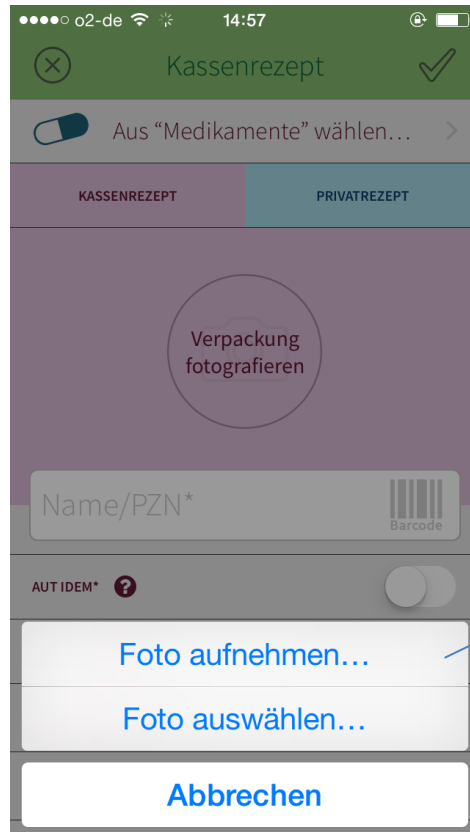 o2-de 14:57
Kassenrezept
Aus “Medikamente” wählen…
KASSENREZEPT PRIVATREZEPT
Verpackung
fotografieren
Name/PZN*
Barcode
AUT IDEM* ?
Foto aufnehmen…
Foto auswählen…
Abbrechen